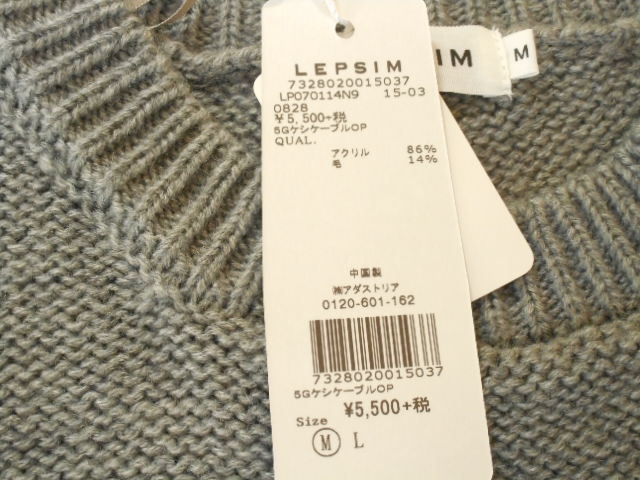 LEPSIM
7328020015037
LP070114N9 15-03
0828
¥5,500+税
5GケシケーブルOP
QUAL.
アクリル 86%
毛 14%
中国製
㈱アダストリア
0120-601-162
7328020015037
5GケシケーブルOP
¥5,500+税
Size
M L
IM
M